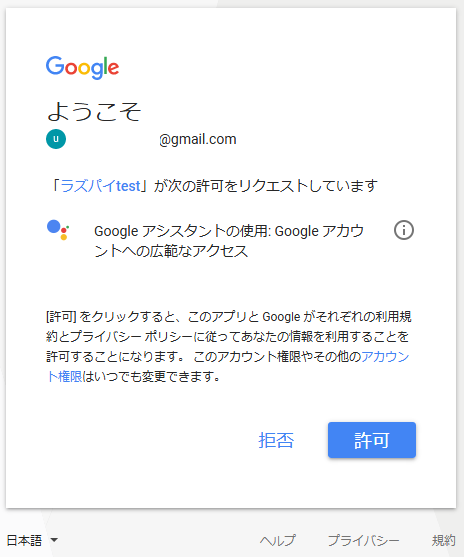 Google
ようこそ
U @gmail.com
「ラズパイtest」が次の許可をリクエストしています
Google アシスタントの使用: Google アカウ
ントへの広範なアクセス
[許可] をクリックすると、このアプリと Google がそれぞれの利用規
約とプライバシー ポリシーに従ってあなたの情報を利用することを
許可することになります。 このアカウント権限やその他のアカウン
ト権限はいつでも変更できます。
拒否 許可
日本語 ヘルプ プライバシー 規約